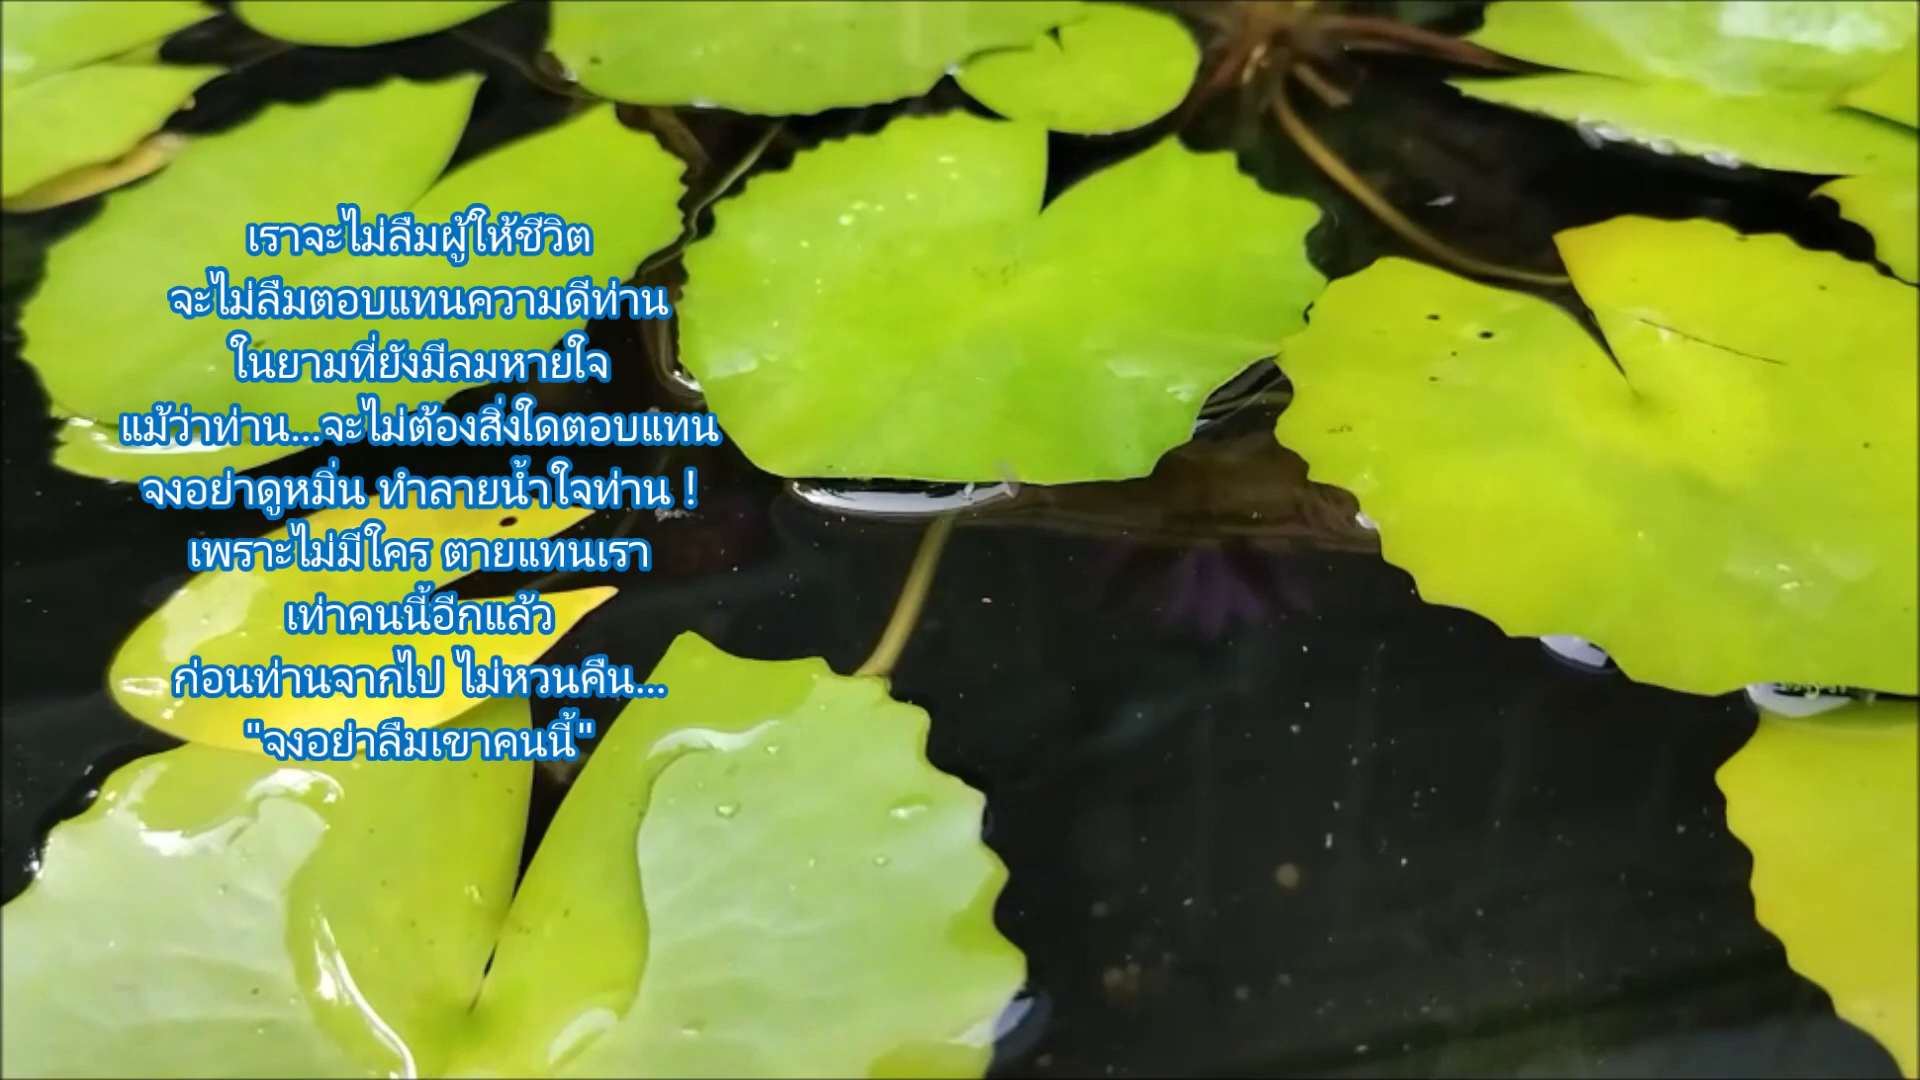 เราจะไม่ลืมผู้ให้ชีวิต
จะไม่ลืมตอบแทนความดีท่าน
ในยามที่ยังมีลมหายใจ
แม้ว่าท่าน...จะไม่ต้องสิ่งใดตอบแทน
จงอย่าดูหมิ่น ทำลายน้ำใจท่าน !
เพราะไม่มีใคร ตายแทนเรา
เท่าคนนี้อีกแล้ว
ก่อนท่านจากไป ไม่หวนคืน...
"จงอย่าลืมเขาคนนี้"